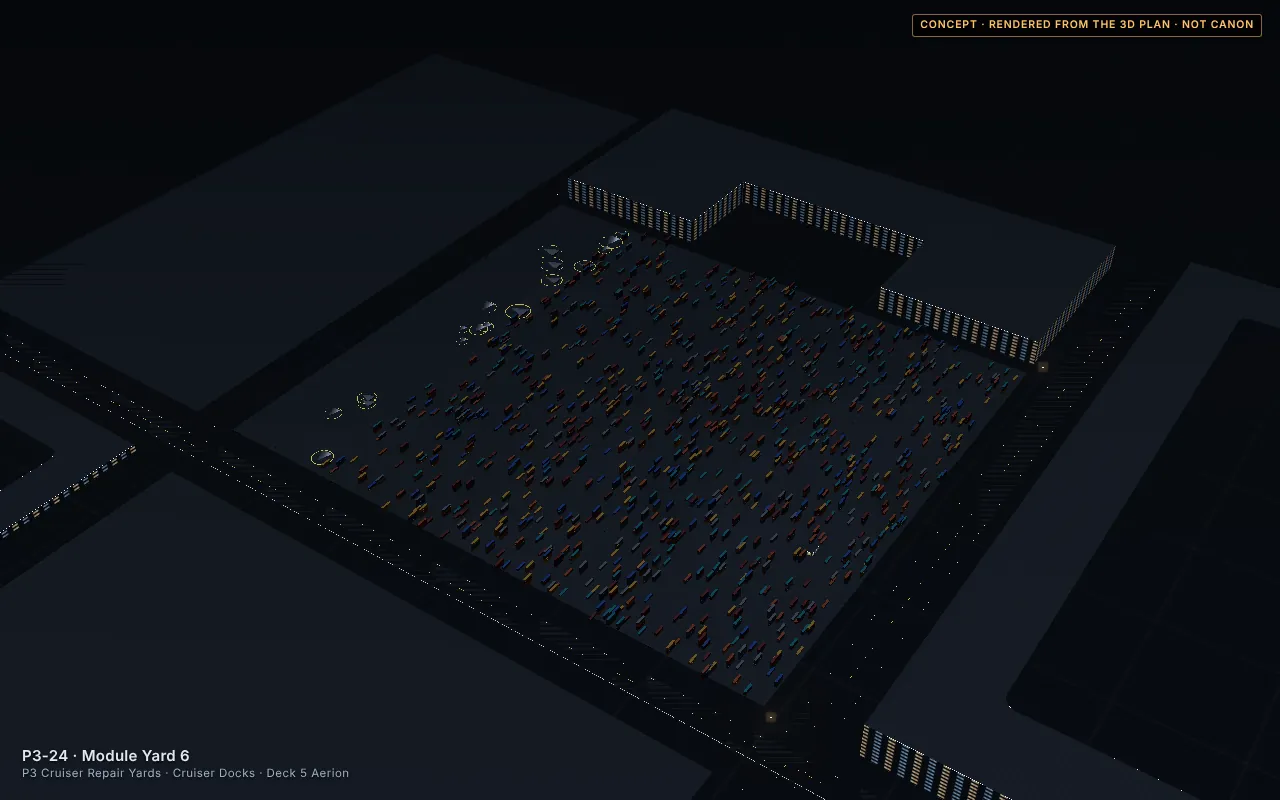 CONCEPT · RENDERED FROM THE 3D PLAN · NOT CANON
P3-24 · Module Yard 6
P3 Cruiser Repair Yards · Cruiser Docks · Deck 5 Aerion